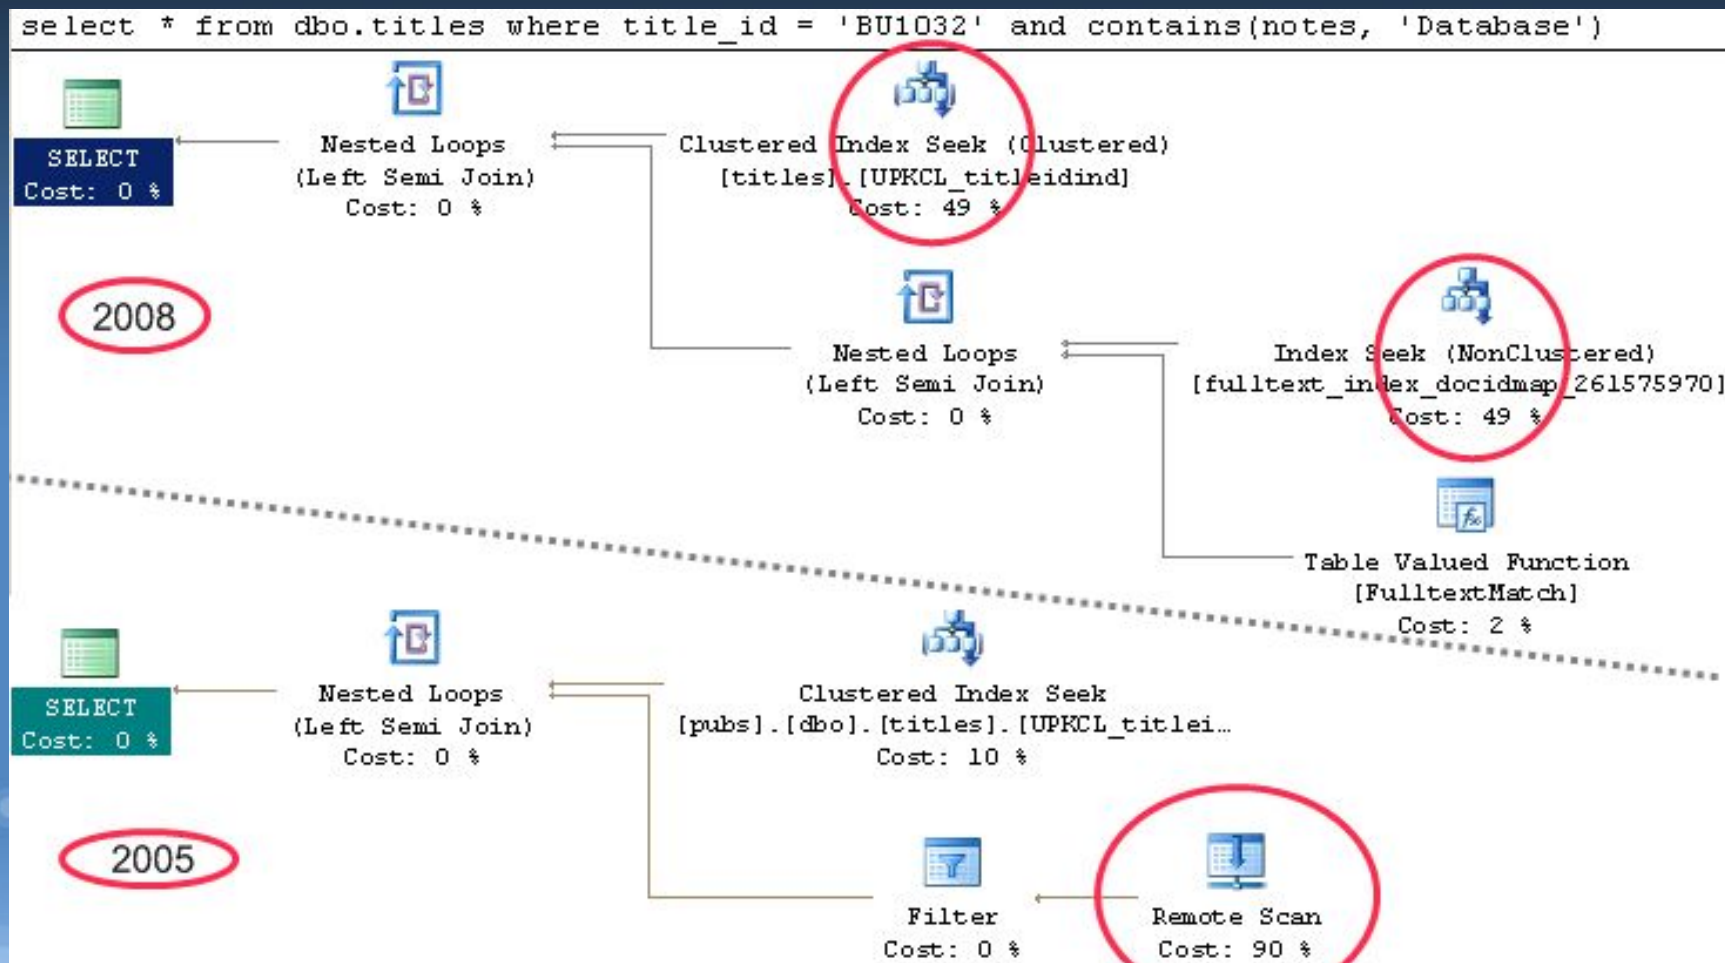 select * from dbo.titles where title_id = 'BU1032' and contains(notes, 'Database')
SELECT
Cost: 0 %
Nested Loops
(Left Semi Join)
Cost: 0 %
Clustered Index Seek (Clustered)
[titles].[UPKCL_titleidind]
Cost: 49 %
2008
Nested Loops
(Left Semi Join)
Cost: 0 %
Index Seek (NonClustered)
[fulltext_index_docidmap_261575970]
Cost: 49 %
Table Valued Function
[FulltextMatch]
Cost: 2 %
SELECT
Cost: 0 %
Nested Loops
(Left Semi Join)
Cost: 0 %
Clustered Index Seek
[pubs].[dbo].[titles].[UPKCL_titlei…
Cost: 10 %
2005
Filter
Cost: 0 %
Remote Scan
Cost: 90 %